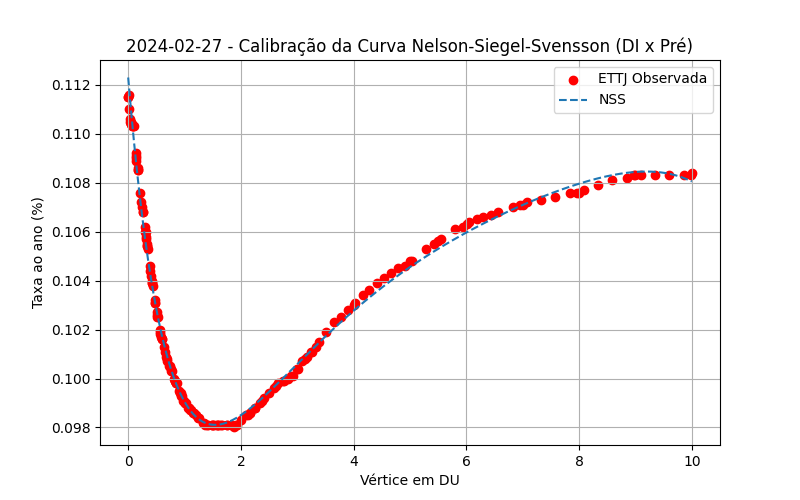 2024-02-27 - Calibração da Curva Nelson-Siegel-Svensson (DI x Pré)
ETTJ Observada
NSS
0.112
0.110
0.108
0.106
0.104
0.102
0.100
0.098
Taxa ao ano (%)
0 2 4 6 8 10
Vértice em DU